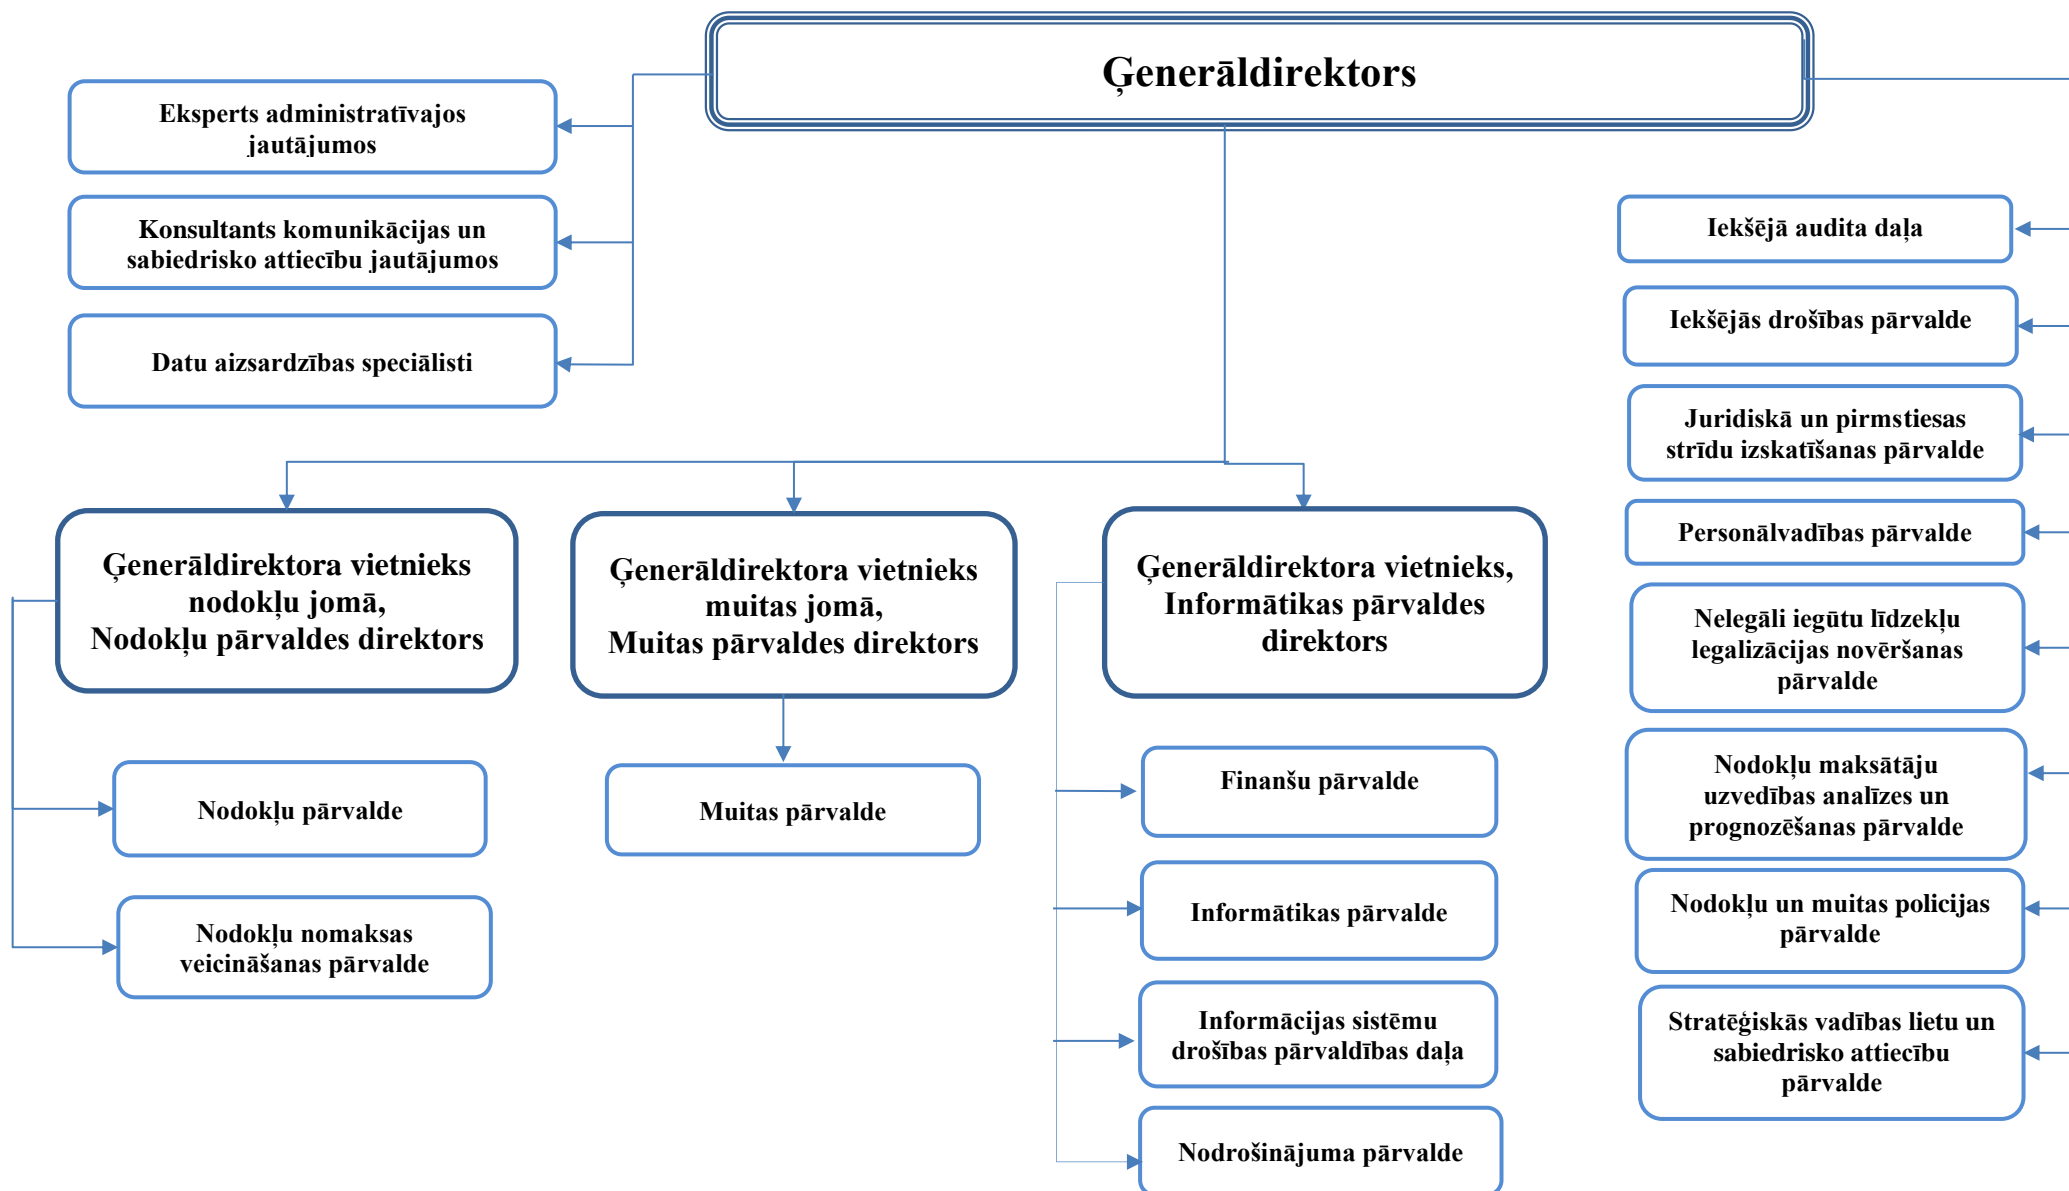 Ģenerāldirektors
Eksperts administratīvajos
jautājumos
Konsultants komunikācijas un
sabiedrisko attiecību jautājumos
Datu aizsardzības speciālisti
Ģenerāldirektora vietnieks
nodokļu jomā,
Nodokļu pārvaldes direktors
Nodokļu pārvalde
Nodokļu nomaksas
veicināšanas pārvalde
Ģenerāldirektora vietnieks
muitas jomā,
Muitas pārvaldes direktors
Muitas pārvalde
Ģenerāldirektora vietnieks,
Informātikas pārvaldes
direktors
Finanšu pārvalde
Informātikas pārvalde
Informācijas sistēmu
drošības pārvaldības daļa
Nodrošinājuma pārvalde
Iekšējā audita daļa
Iekšējās drošības pārvalde
Juridiskā un pirmstiesas
strīdu izskatīšanas pārvalde
Personālvadības pārvalde
Nelegāli iegūtu līdzekļu
legalizācijas novēršanas
pārvalde
Nodokļu maksātāju
uzvedības analīzes un
prognozēšanas pārvalde
Nodokļu un muitas policijas
pārvalde
Stratēģiskās vadības lietu un
sabiedrisko attiecību
pārvalde